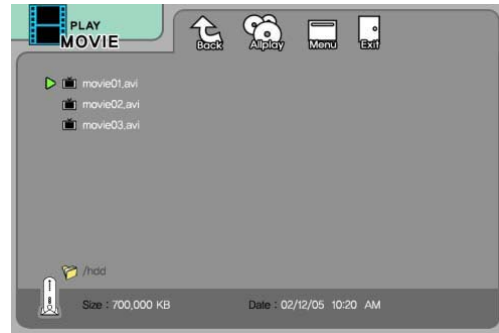 PLAY
MOVIE
Back Allplay Menu Exit
movie01.avi
movie02.avi
movie03.avi
/hdd
Size : 700,000 KB Date : 02/12/05 10:20 AM